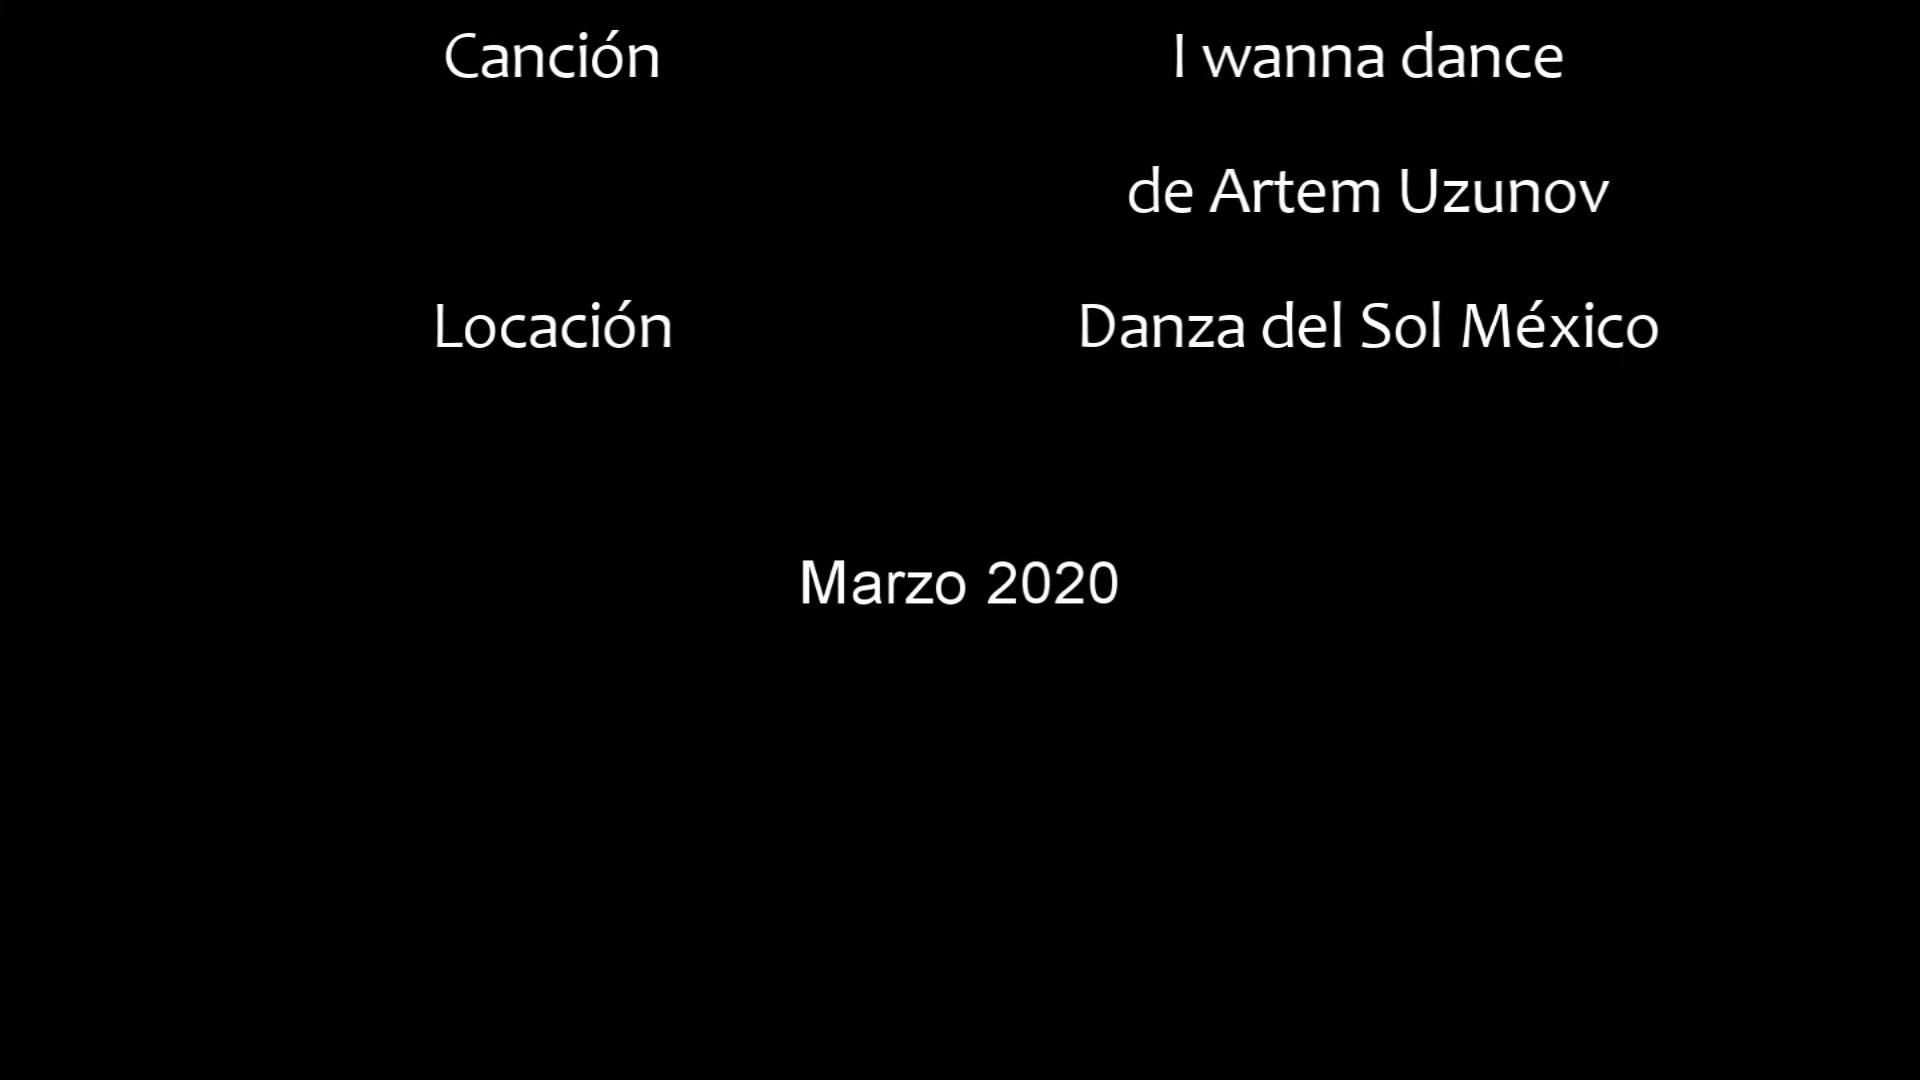 Canción I wanna dance
de Artem Uzunov
Locación Danza del Sol México
Marzo 2020